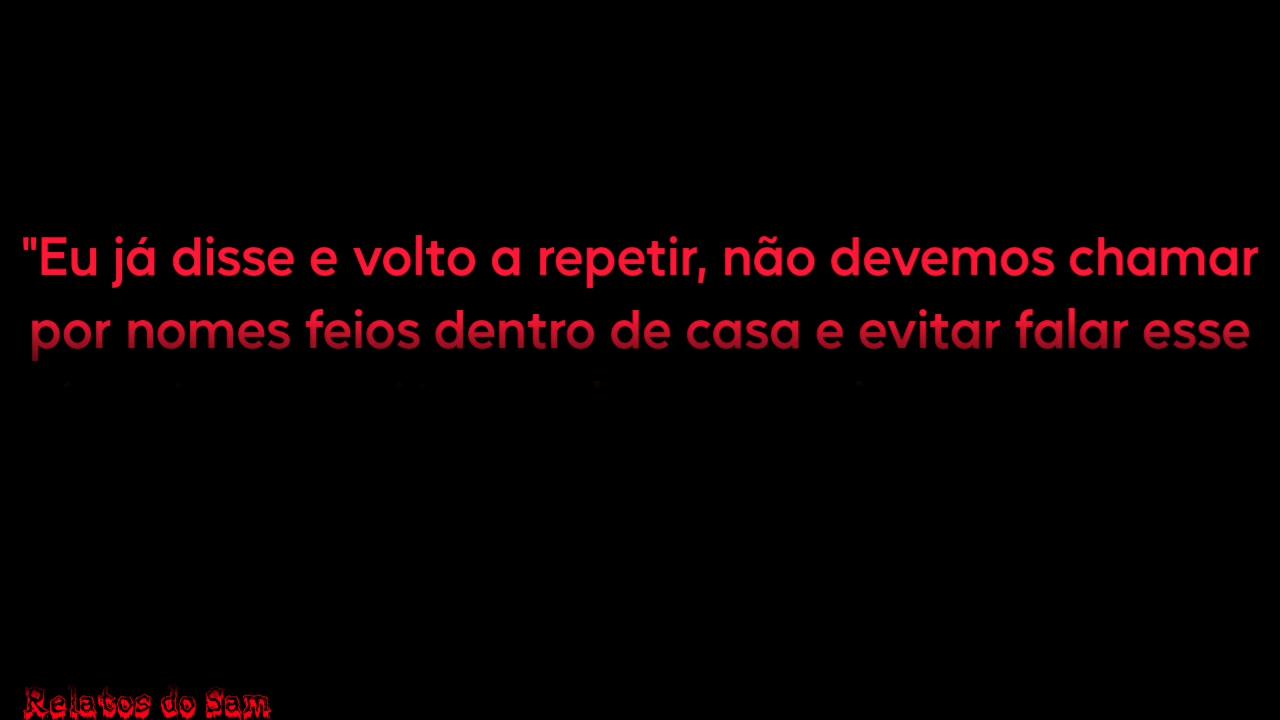 "Eu já disse e volto a repetir, não devemos chamar
por nomes feios dentro de casa e evitar falar esse
Relatos do Sam